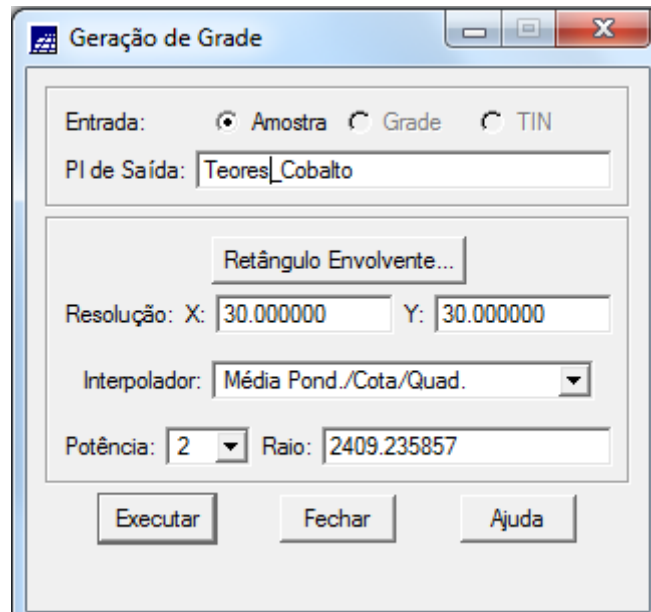 Geração de Grade
Entrada: Amostra Grade TIN
PI de Saída: Teores_Cobalto
Retângulo Envolvente...
Resolução: X: 30.000000 Y: 30.000000
Interpolador: Média Pond./Cota/Quad.
Potência: 2 Raio: 2409.235857
Executar Fechar Ajuda